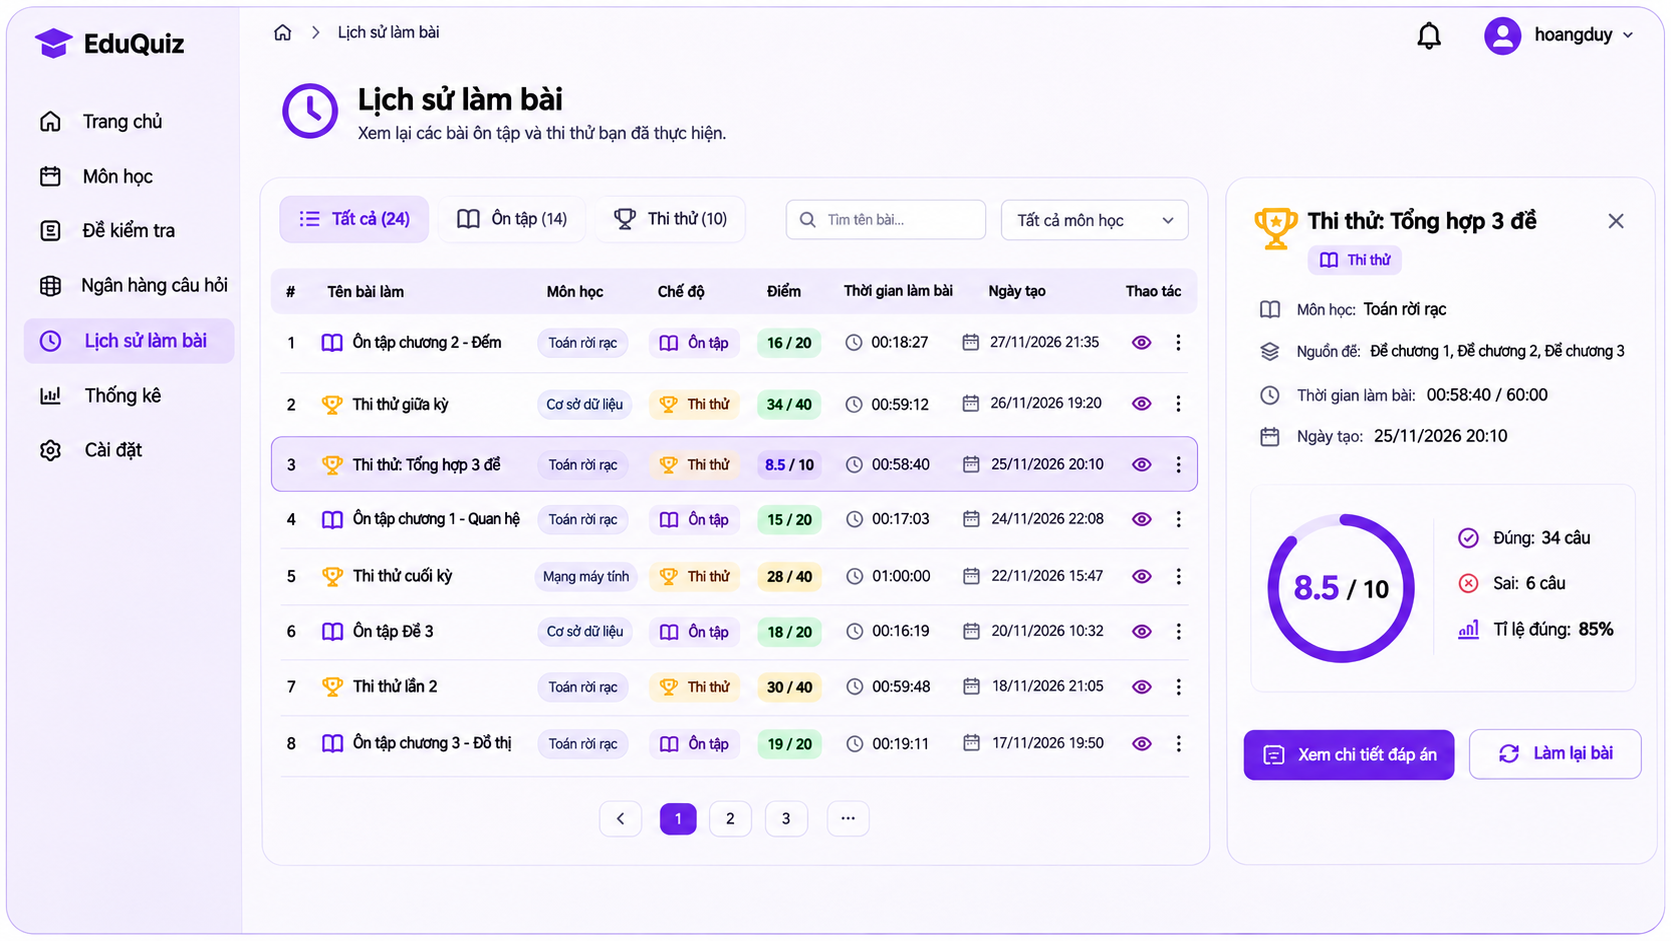 EduQuiz
Trang chủ
Môn học
Đề kiểm tra
Ngân hàng câu hỏi
Lịch sử làm bài
Thống kê
Cài đặt
Lịch sử làm bài
hoangduy
Lịch sử làm bài
Xem lại các bài ôn tập và thi thử bạn đã thực hiện.
Tất cả (24) Ôn tập (14) Thi thử (10) Tìm tên bài... Tất cả môn học
# Tên bài làm Môn học Chế độ Điểm Thời gian làm bài Ngày tạo Thao tác
1 Ôn tập chương 2 - Đếm Toán rời rạc Ôn tập 16 / 20 00:18:27 27/11/2026 21:35
2 Thi thử giữa kỳ Cơ sở dữ liệu Thi thử 34 / 40 00:59:12 26/11/2026 19:20
3 Thi thử: Tổng hợp 3 đề Toán rời rạc Thi thử 8.5 / 10 00:58:40 25/11/2026 20:10
4 Ôn tập chương 1 - Quan hệ Toán rời rạc Ôn tập 15 / 20 00:17:03 24/11/2026 22:08
5 Thi thử cuối kỳ Mạng máy tính Thi thử 28 / 40 01:00:00 22/11/2026 15:47
6 Ôn tập Đề 3 Cơ sở dữ liệu Ôn tập 18 / 20 00:16:19 20/11/2026 10:32
7 Thi thử lần 2 Toán rời rạc Thi thử 30 / 40 00:59:48 18/11/2026 21:05
8 Ôn tập chương 3 - Đồ thị Toán rời rạc Ôn tập 19 / 20 00:19:11 17/11/2026 19:50
1 2 3 ...
Thi thử: Tổng hợp 3 đề
Thi thử
Môn học: Toán rời rạc
Nguồn đề: Đề chương 1, Đề chương 2, Đề chương 3
Thời gian làm bài: 00:58:40 / 60:00
Ngày tạo: 25/11/2026 20:10
8.5 / 10
Đúng: 34 câu
Sai: 6 câu
Tỉ lệ đúng: 85%
Xem chi tiết đáp án Làm lại bài